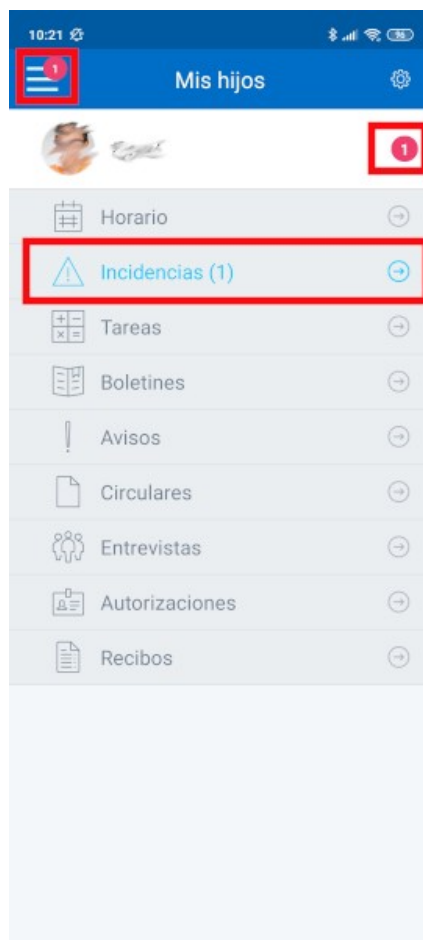 10:21 96
1
Mis hijos
1
Horario
Incidencias (1)
Tareas
Boletines
Avisos
Circulares
Entrevistas
Autorizaciones
Recibos